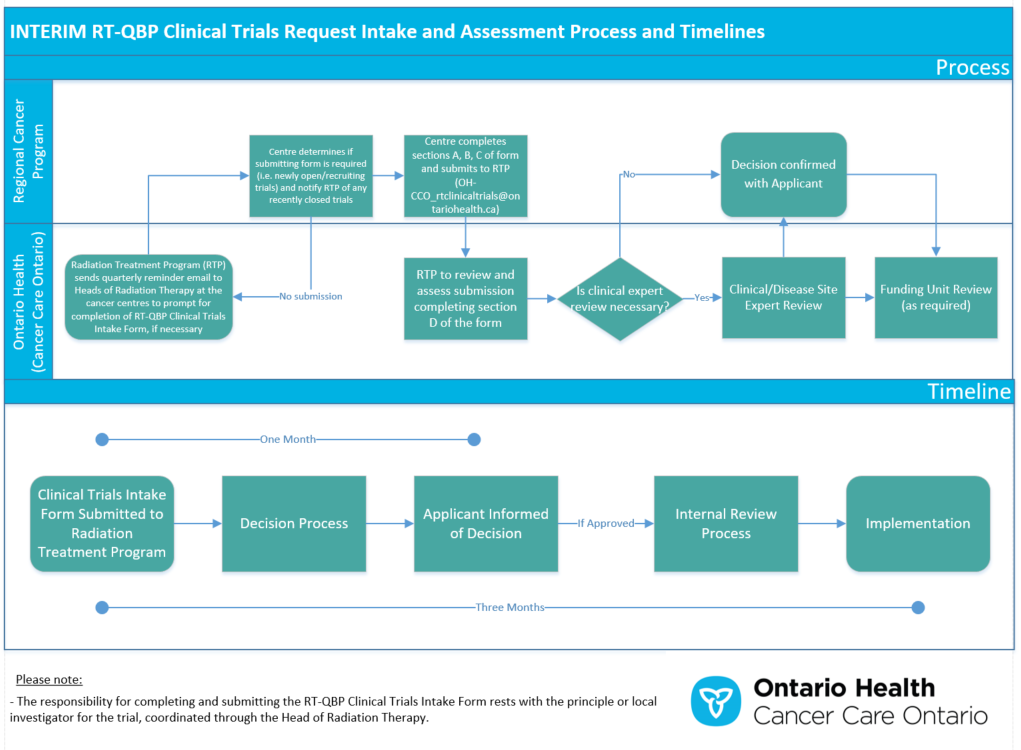 INTERIM RT-QBP Clinical Trials Request Intake and Assessment Process and Timelines
Process
Regional Cancer
Program
Centre determines if
submitting form is required
(i.e. newly open/recruiting
trials) and notify RTP of any
recently closed trials
Centre completes
sections A, B, C of form
and submits to RTP
(OH-
CCO_rtclinicaltrials@on
tariohealth.ca)
No
Decision confirmed
with Applicant
Ontario Health
(Cancer Care Ontario)
Radiation Treatment Program (RTP)
sends quarterly reminder email to
Heads of Radiation Therapy at the
cancer centres to prompt for
completion of RT-QBP Clinical Trials
Intake Form, if necessary
No submission
RTP to review and
assess submission
completing section
D of the form
Is clinical expert
review necessary?
Yes
Clinical/Disease Site
Expert Review
Funding Unit Review
(as required)
Timeline
One Month
Clinical Trials Intake
Form Submitted to
Radiation
Treatment Program
Decision Process
Applicant Informed
of Decision
If Approved
Internal Review
Process
Implementation
Three Months
Please note:
- The responsibility for completing and submitting the RT-QBP Clinical Trials Intake Form rests with the principle or local
investigator for the trial, coordinated through the Head of Radiation Therapy.
Ontario Health
Cancer Care Ontario